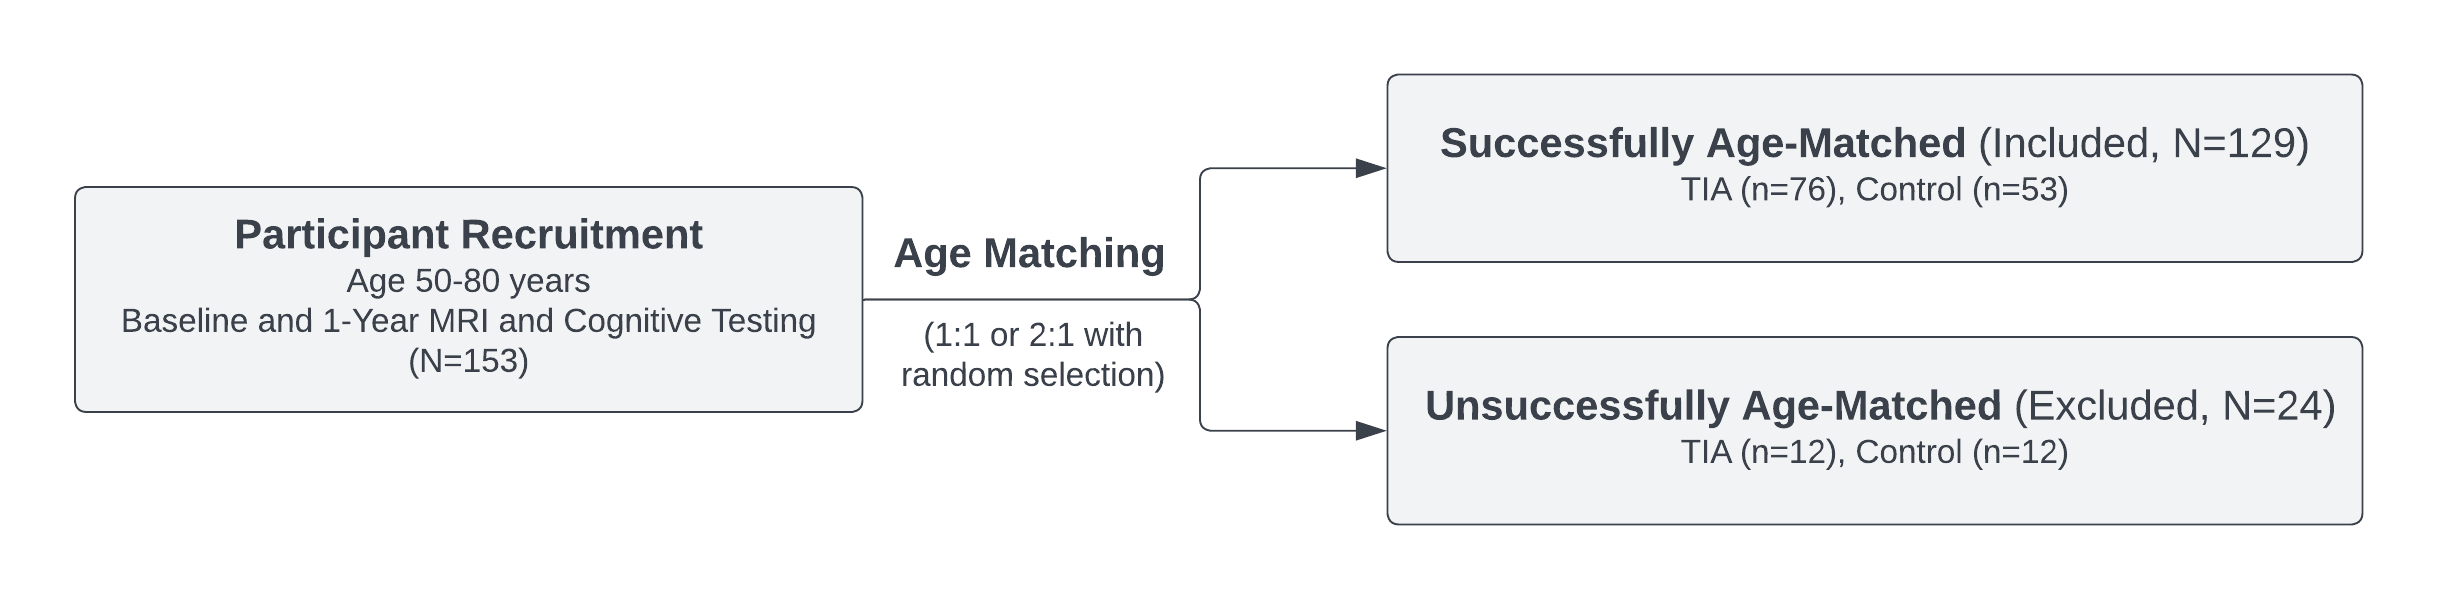 Participant Recruitment
Age 50-80 years
Baseline and 1-Year MRI and Cognitive Testing
(N=153)
Age Matching
(1:1 or 2:1 with
random selection)
Successfully Age-Matched (Included, N=129)
TIA (n=76), Control (n=53)
Unsuccessfully Age-Matched (Excluded, N=24)
TIA (n=12), Control (n=12)